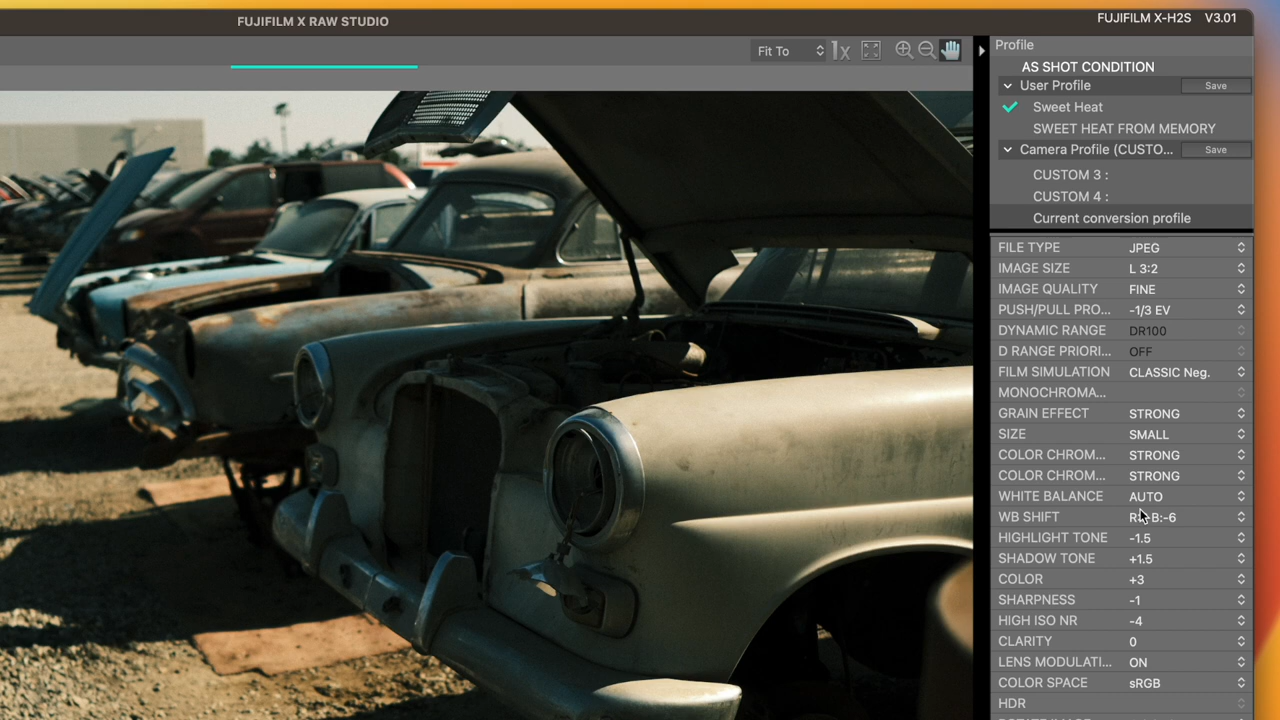 FUJIFILM X RAW STUDIO
FUJIFILM X-H2S V3.01
Fit To
1x
Profile
AS SHOT CONDITION
User Profile Save
Sweet Heat
SWEET HEAT FROM MEMORY
Camera Profile (CUSTO... Save
CUSTOM 3 :
CUSTOM 4 :
Current conversion profile
FILE TYPE JPEG
IMAGE SIZE L 3:2
IMAGE QUALITY FINE
PUSH/PULL PRO... -1/3 EV
DYNAMIC RANGE DR100
D RANGE PRIORI... OFF
FILM SIMULATION CLASSIC Neg.
MONOCHROMA...
GRAIN EFFECT STRONG
SIZE SMALL
COLOR CHROM... STRONG
COLOR CHROM... STRONG
WHITE BALANCE AUTO
WB SHIFT B:-6
HIGHLIGHT TONE -1.5
SHADOW TONE +1.5
COLOR +3
SHARPNESS -1
HIGH ISO NR -4
CLARITY 0
LENS MODULATI... ON
COLOR SPACE sRGB
HDR